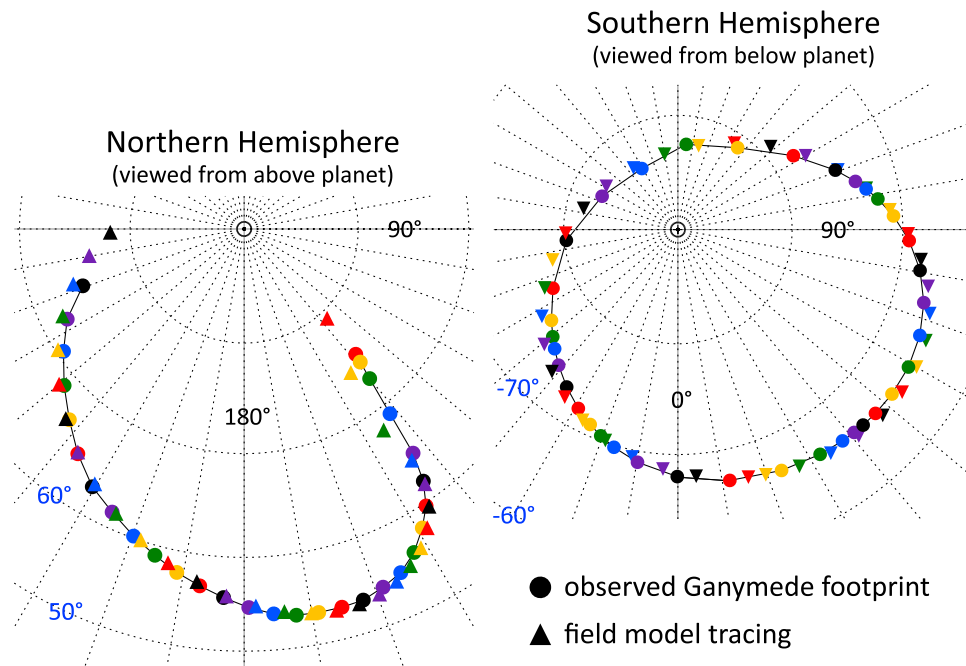 Southern Hemisphere
(viewed from below planet)
Northern Hemisphere
(viewed from above planet)
90°
90°
180°
0°
-70°
60°
-60°
50°
observed Ganymede footprint
field model tracing